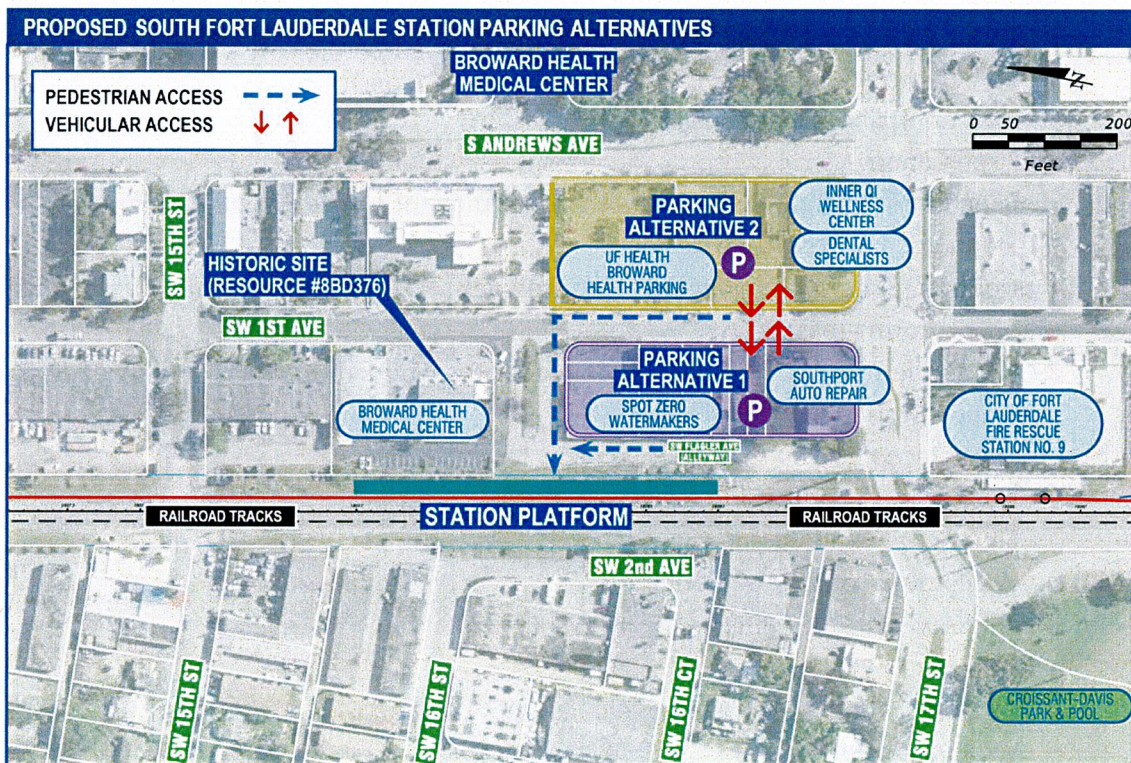 PROPOSED SOUTH FORT LAUDERDALE STATION PARKING ALTERNATIVES
BROWARD HEALTH
MEDICAL CENTER
PEDESTRIAN ACCESS
VEHICULAR ACCESS
N
0 50 100 200
Feet
S ANDREWS AVE
SW 15TH ST
HISTORIC SITE
(RESOURCE #8BD376)
PARKING
ALTERNATIVE 2
P
UF HEALTH
BROWARD
HEALTH PARKING
INNER QI
WELLNESS
CENTER
DENTAL
SPECIALISTS
SW 1ST AVE
PARKING
ALTERNATIVE 1
P
SPOT ZERO
WATERMAKERS
SOUTHPORT
AUTO REPAIR
BROWARD HEALTH
MEDICAL CENTER
CITY OF FORT
LAUDERDALE
FIRE RESCUE
STATION NO. 9
SW FLAGLER AVE
(ALLEYWAY)
RAILROAD TRACKS
STATION PLATFORM
RAILROAD TRACKS
SW 2nd AVE
SW 15TH ST
SW 16TH ST
SW 16TH CT
SW 17TH ST
CROISSANT-DAVIS
PARK & POOL